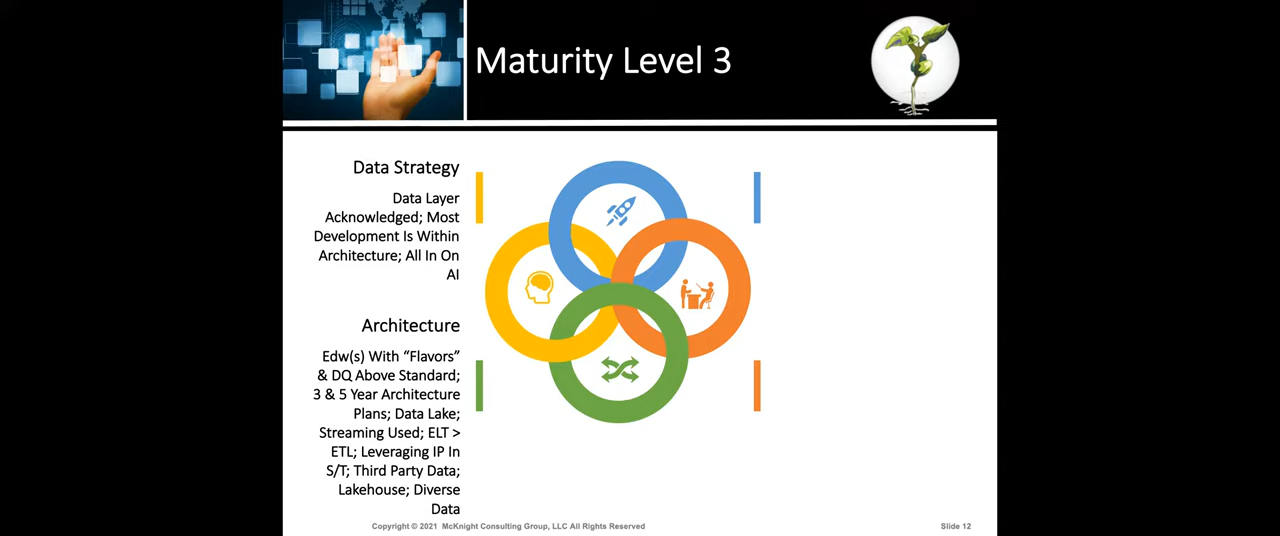 Maturity Level 3
Data Strategy
Data Layer
Acknowledged; Most
Development Is Within
Architecture; All In On
AI
Architecture
Edw(s) With “Flavors”
& DQ Above Standard;
3 & 5 Year Architecture
Plans; Data Lake;
Streaming Used; ELT >
ETL; Leveraging IP In
S/T; Third Party Data;
Lakehouse; Diverse
Data
Copyright © 2021 McKnight Consulting Group, LLC All Rights Reserved
Slide 12